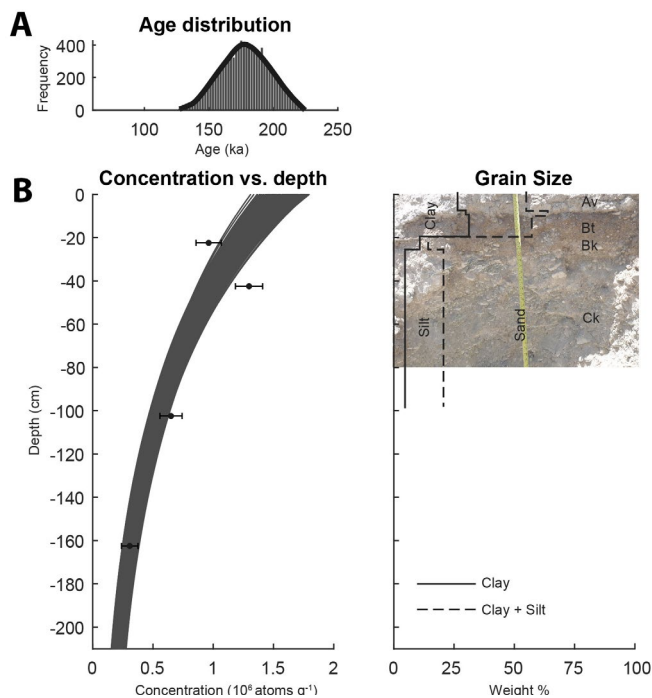 A
Age distribution
Frequency
400
200
0
100
150
200
250
Age (ka)
B
Concentration vs. depth
Depth (cm)
0
-20
-40
-60
-80
-100
-120
-140
-160
-180
-200
0
0.5
1
1.5
2
Concentration (10⁶ atoms g⁻¹)
Grain Size
Clay
Silt
Sand
Av
Bt
Bk
Ck
Clay
Clay + Silt
0
25
50
75
100
Weight %